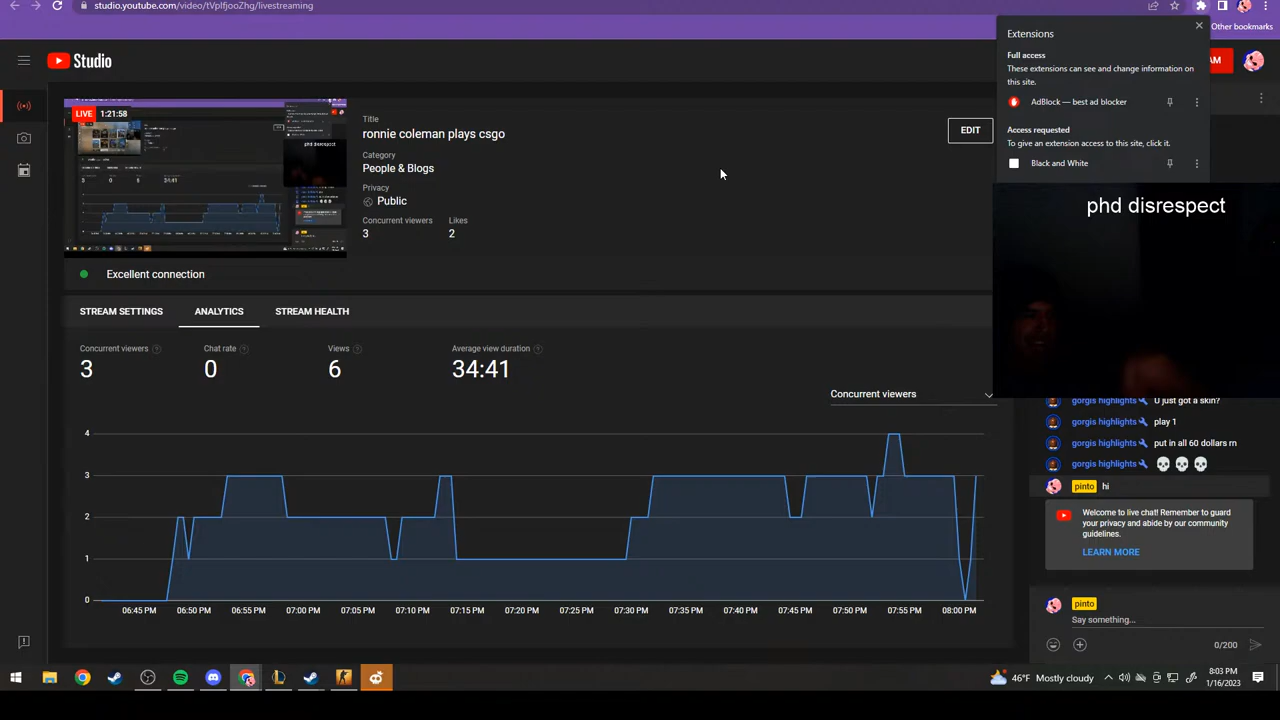 studio.youtube.com/video/tVpIfjooZhg/livestreaming
Other bookmarks
Studio
AM
Extensions
Full access
These extensions can see and change information on
this site.
AdBlock — best ad blocker
Access requested
To give an extension access to this site, click it.
Black and White
LIVE 1:21:58
phd disrespect
Title
ronnie coleman plays csgo
Category
People & Blogs
Privacy
Public
Concurrent viewers
3
Likes
2
EDIT
phd disrespect
Excellent connection
STREAM SETTINGS
ANALYTICS
STREAM HEALTH
Concurrent viewers
3
Chat rate
0
Views
6
Average view duration
34:41
Concurrent viewers
4
3
2
1
0
06:45 PM 06:50 PM 06:55 PM 07:00 PM 07:05 PM 07:10 PM 07:15 PM 07:20 PM 07:25 PM 07:30 PM 07:35 PM 07:40 PM 07:45 PM 07:50 PM 07:55 PM 08:00 PM
gorgis highlights U just got a skin?
gorgis highlights play 1
gorgis highlights put in all 60 dollars rn
gorgis highlights 💀 💀 💀
pinto hi
Welcome to live chat! Remember to guard
your privacy and abide by our community
guidelines.
LEARN MORE
pinto
Say something...
0/200
46°F Mostly cloudy
8:03 PM
1/16/2023